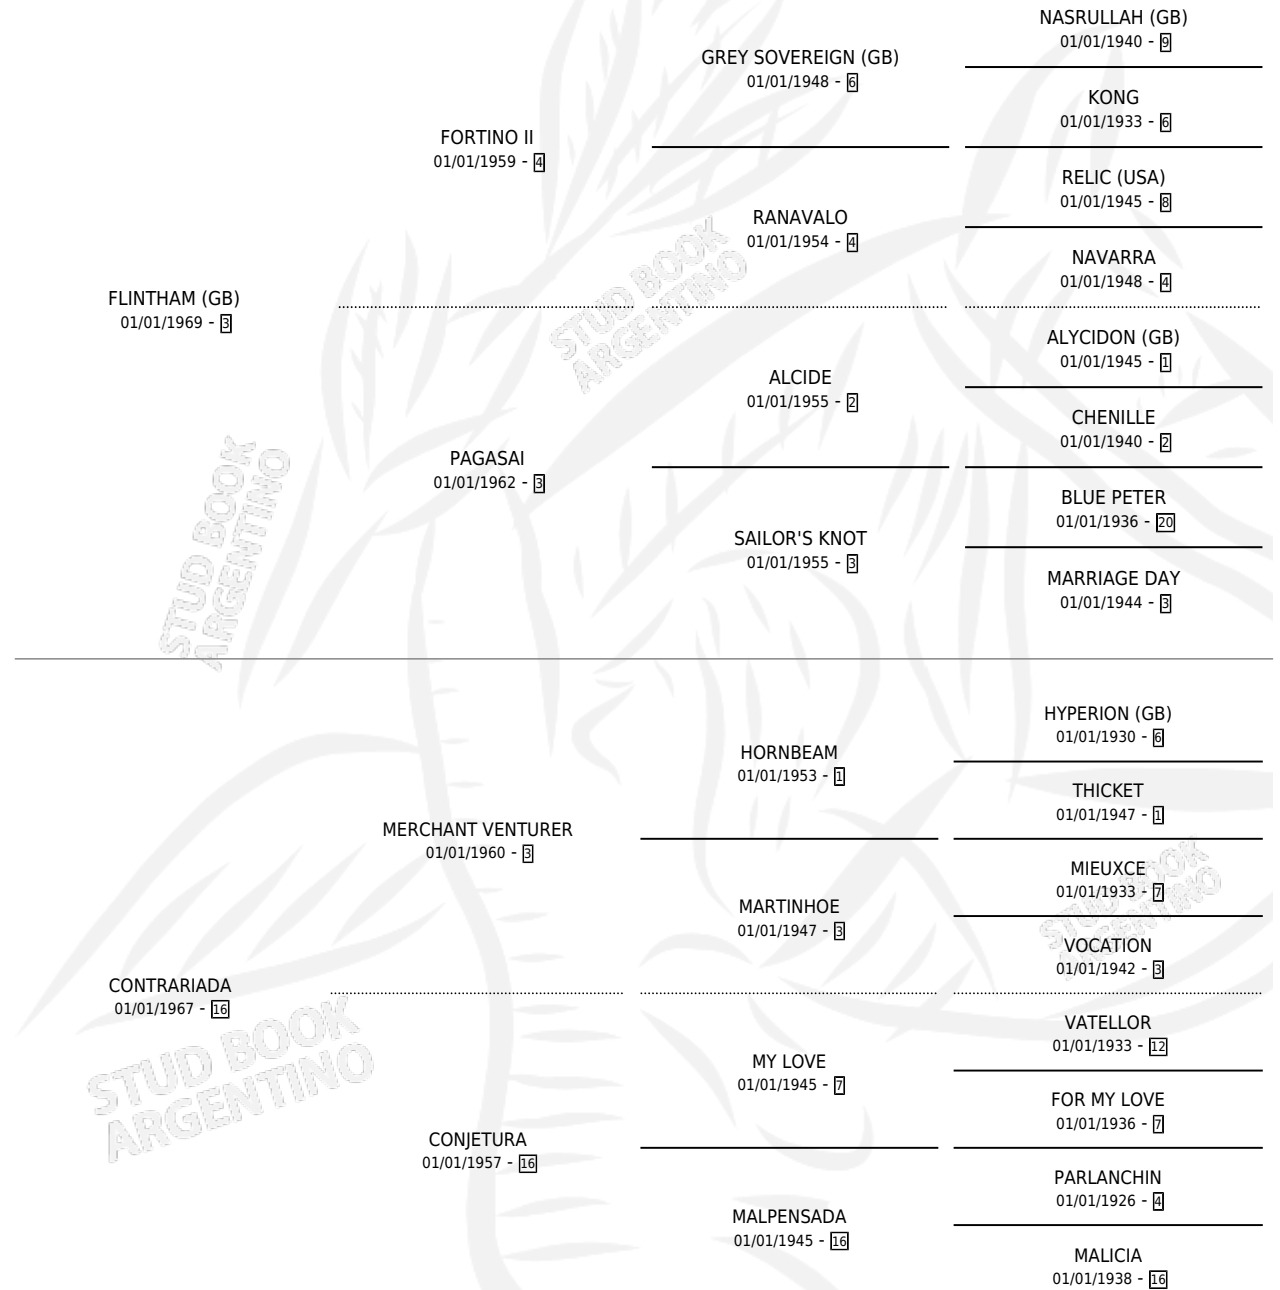 NASRULLAH (GB)
01/01/1940 - 9
GREY SOVEREIGN (GB)
01/01/1948 - 6
KONG
01/01/1933 - 6
FORTINO II
01/01/1959 - 4
RELIC (USA)
01/01/1945 - 8
RANAVALO
01/01/1954 - 4
NAVARRA
01/01/1948 - 4
FLINTHAM (GB)
01/01/1969 - 3
STUD BOOK
ARGENTINO
ALYCIDON (GB)
01/01/1945 - 1
ALCIDE
01/01/1955 - 2
CHENILLE
01/01/1940 - 2
PAGASAI
01/01/1962 - 3
BLUE PETER
01/01/1936 - 20
SAILOR'S KNOT
01/01/1955 - 3
MARRIAGE DAY
01/01/1944 - 3
STUD BOOK
ARGENTINO
HYPERION (GB)
01/01/1930 - 6
HORNBEAM
01/01/1953 - 1
THICKET
01/01/1947 - 1
MERCHANT VENTURER
01/01/1960 - 3
MIEUXCE
01/01/1933 - 7
STUD BOOK
ARGENTINO
MARTINHOE
01/01/1947 - 3
VOCATION
01/01/1942 - 3
CONTRARIADA
01/01/1967 - 16
STUD BOOK
ARGENTINO
VATELLOR
01/01/1933 - 12
MY LOVE
01/01/1945 - 7
FOR MY LOVE
01/01/1936 - 7
CONJETURA
01/01/1957 - 16
PARLANCHIN
01/01/1926 - 4
MALPENSADA
01/01/1945 - 16
MALICIA
01/01/1938 - 16